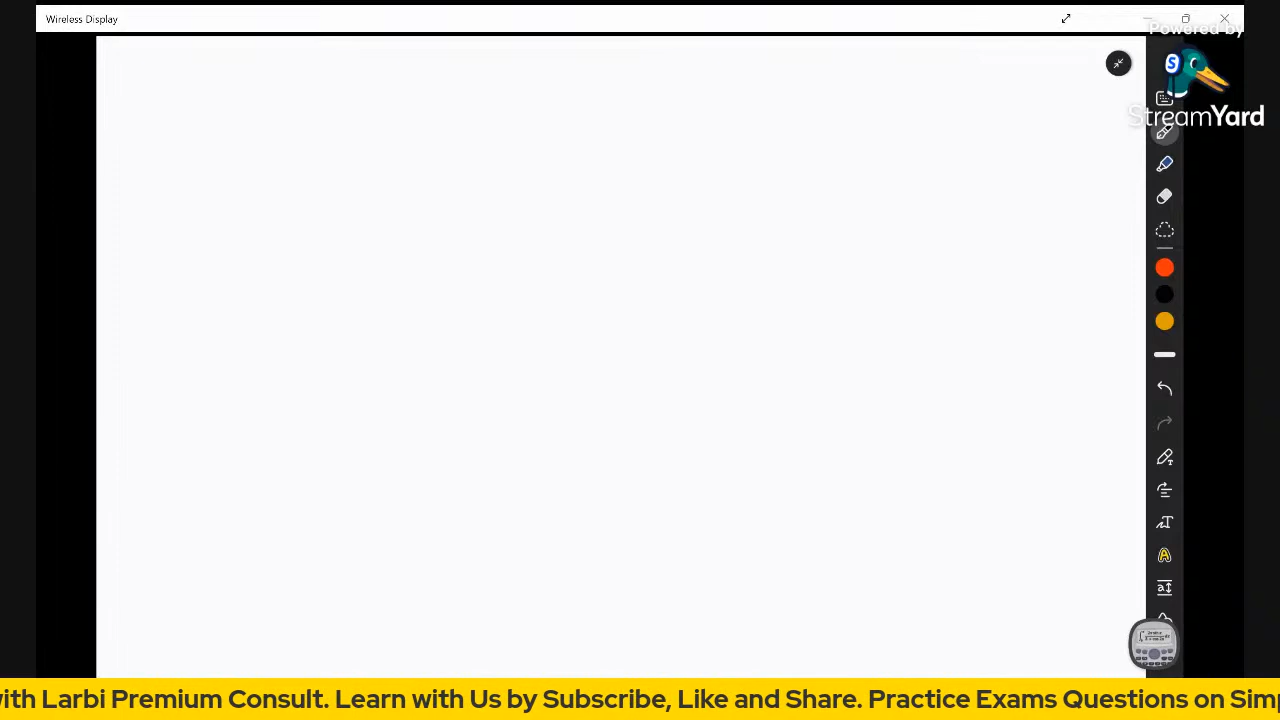 Wireless Display
Powered by
StreamYard
with Larbi Premium Consult. Learn with Us by Subscribe, Like and Share. Practice Exams Questions on Simp